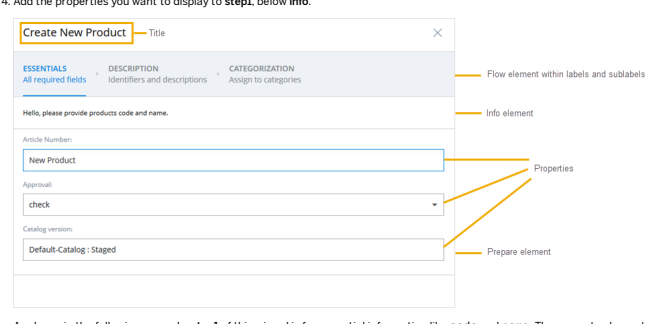 4. Add the properties you want to display to step1, below info.
Create New Product
Title
ESSENTIALS
All required fields
DESCRIPTION
Identifiers and descriptions
CATEGORIZATION
Assign to categories
Flow element within labels and sublabels
Hello, please provide products code and name.
Info element
Article Number:
New Product
Properties
Approval:
check
Catalog version:
Default-Catalog : Staged
Prepare element